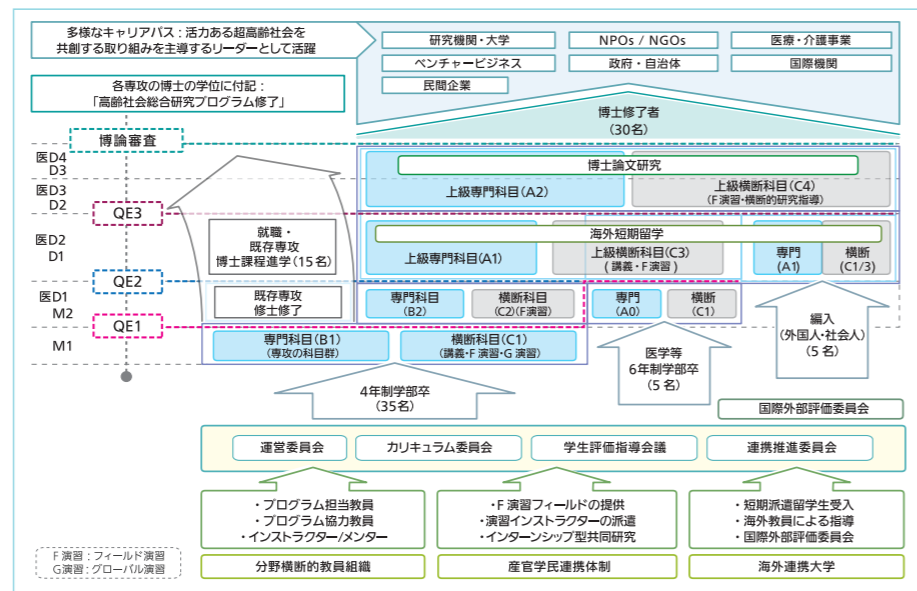 多様なキャリアパス：活力ある超高齢社会を
共創する取り組みを主導するリーダーとして活躍
研究機関・大学
NPOs / NGOs
医療・介護事業
ベンチャービジネス
政府・自治体
国際機関
民間企業
各専攻の博士の学位に付記：
「高齢社会総合研究プログラム修了」
博士修了者
(30名)
博論審査
医D4
D3
博士論文研究
上級専門科目(A2)
上級横断科目(C4)
(F演習・横断的研究指導)
医D3
D2
QE3
医D2
D1
就職・
既存専攻
博士課程進学(15名)
海外短期留学
上級専門科目(A1)
上級横断科目(C3)
(講義・F演習)
専門
(A1)
横断
(C1/3)
QE2
医D1
M2
既存専攻
修士修了
専門科目
(B2)
横断科目
(C2)(F演習)
専門
(A0)
横断
(C1)
QE1
M1
専門科目(B1)
(専攻の科目群)
横断科目(C1)
(講義・F演習・G演習)
編入
(外国人・社会人)
(5名)
4年制学部卒
(35名)
医学等
6年制学部卒
(5名)
国際外部評価委員会
運営委員会
カリキュラム委員会
学生評価指導会議
連携推進委員会
・プログラム担当教員
・プログラム協力教員
・インストラクター/メンター
・F演習フィールドの提供
・演習インストラクターの派遣
・インターンシップ型共同研究
・短期派遣留学生受入
・海外教員による指導
・国際外部評価委員会
F演習：フィールド演習
G演習：グローバル演習
分野横断的教員組織
産官学民連携体制
海外連携大学